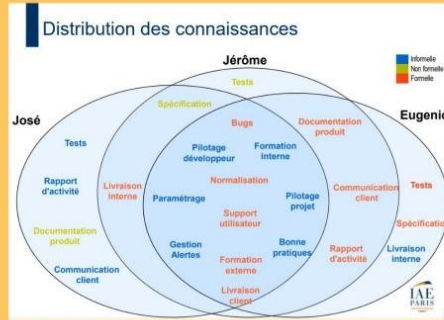 Distribution des connaissances
Jérôme
Informelle
Non formelle
Formelle
Tests
Spécification
José
Eugenio
Bugs
Documentation
produit
Tests
Pilotage
développeur
Formation
interne
Rapport
d'activité
Livraison
interne
Normalisation
Communication
client
Tests
Paramétrage
Pilotage
projet
Support
utilisateur
Spécification
Documentation
produit
Gestion
Alertes
Bonne
pratiques
Rapport
d'activité
Livraison
interne
Formation
externe
Communication
client
Livraison
client
IAE
PARIS